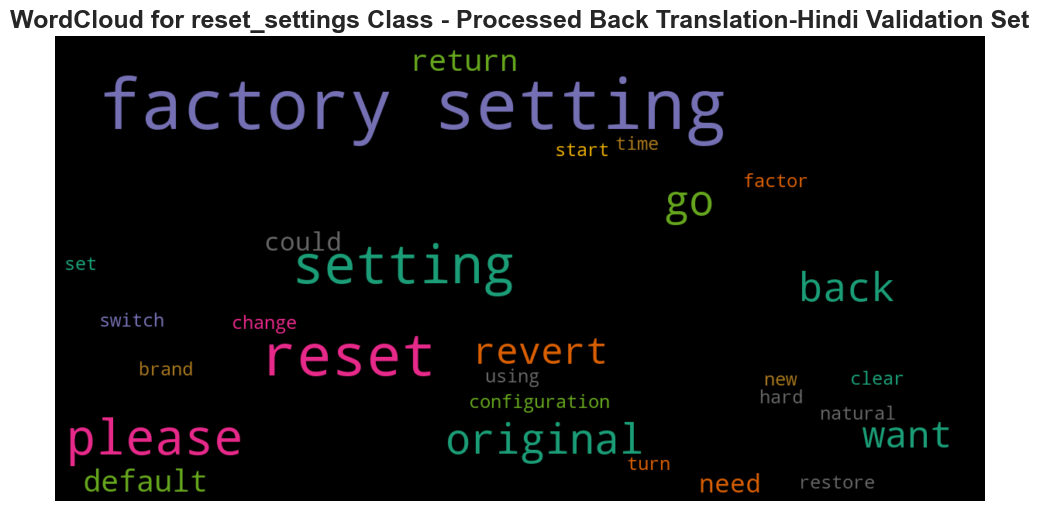 WordCloud for reset_settings Class - Processed Back Translation-Hindi Validation Set
return
factory setting
start time
factor
go
could
setting
set
back
switch
change
reset
revert
brand
using
new
clear
configuration
hard
natural
please
original
want
turn
default
need
restore